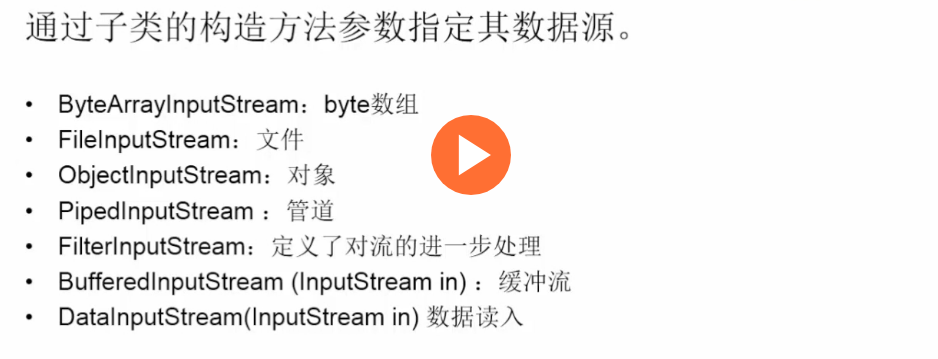 通过子类的构造方法参数指定其数据源。
• ByteArrayInputStream：byte数组
• FileInputStream：文件
• ObjectInputStream：对象
• PipedInputStream ：管道
• FilterInputStream：定义了对流的进一步处理
• BufferedInputStream (InputStream in) ：缓冲流
• DataInputStream(InputStream in) 数据读入